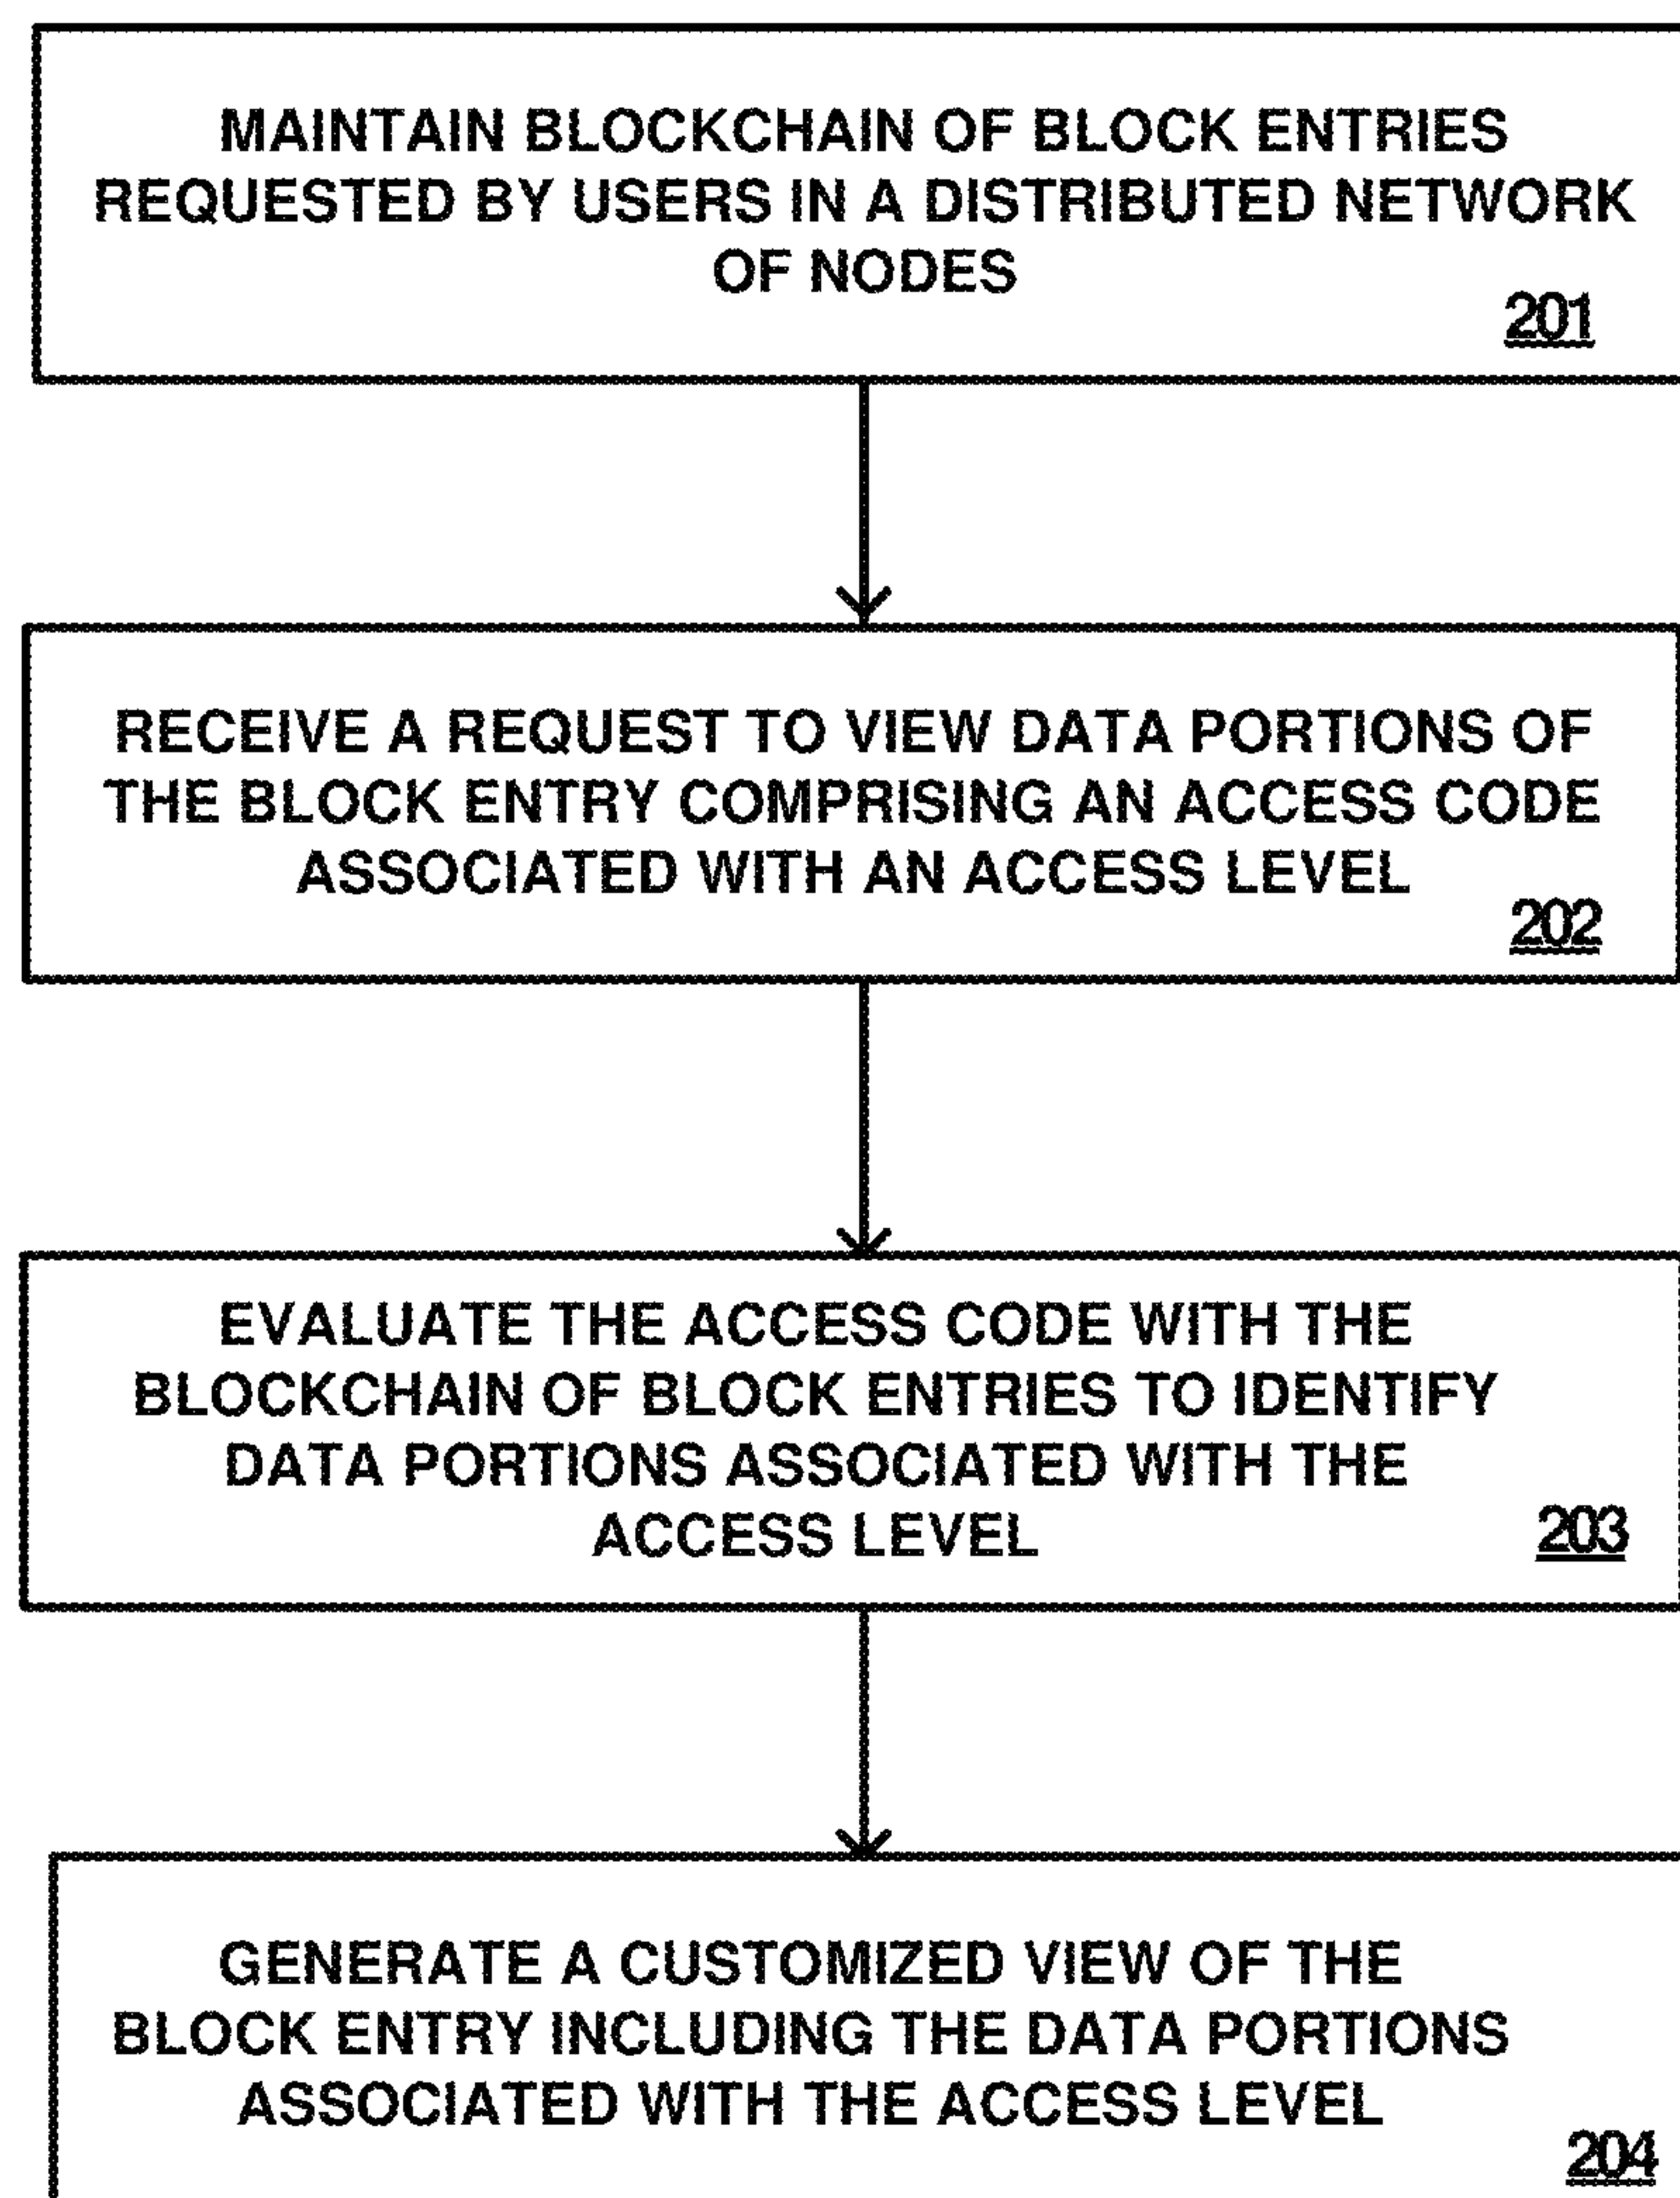 MAINTAIN BLOCKCHAIN OF BLOCK ENTRIES
REQUESTED BY USERS IN A DISTRIBUTED NETWORK
OF NODES
201
RECEIVE A REQUEST TO VIEW DATA PORTIONS OF
THE BLOCK ENTRY COMPRISING AN ACCESS CODE
ASSOCIATED WITH AN ACCESS LEVEL
202
EVALUATE THE ACCESS CODE WITH THE
BLOCKCHAIN OF BLOCK ENTRIES TO IDENTIFY
DATA PORTIONS ASSOCIATED WITH THE
ACCESS LEVEL
203
GENERATE A CUSTOMIZED VIEW OF THE
BLOCK ENTRY INCLUDING THE DATA PORTIONS
ASSOCIATED WITH THE ACCESS LEVEL
204